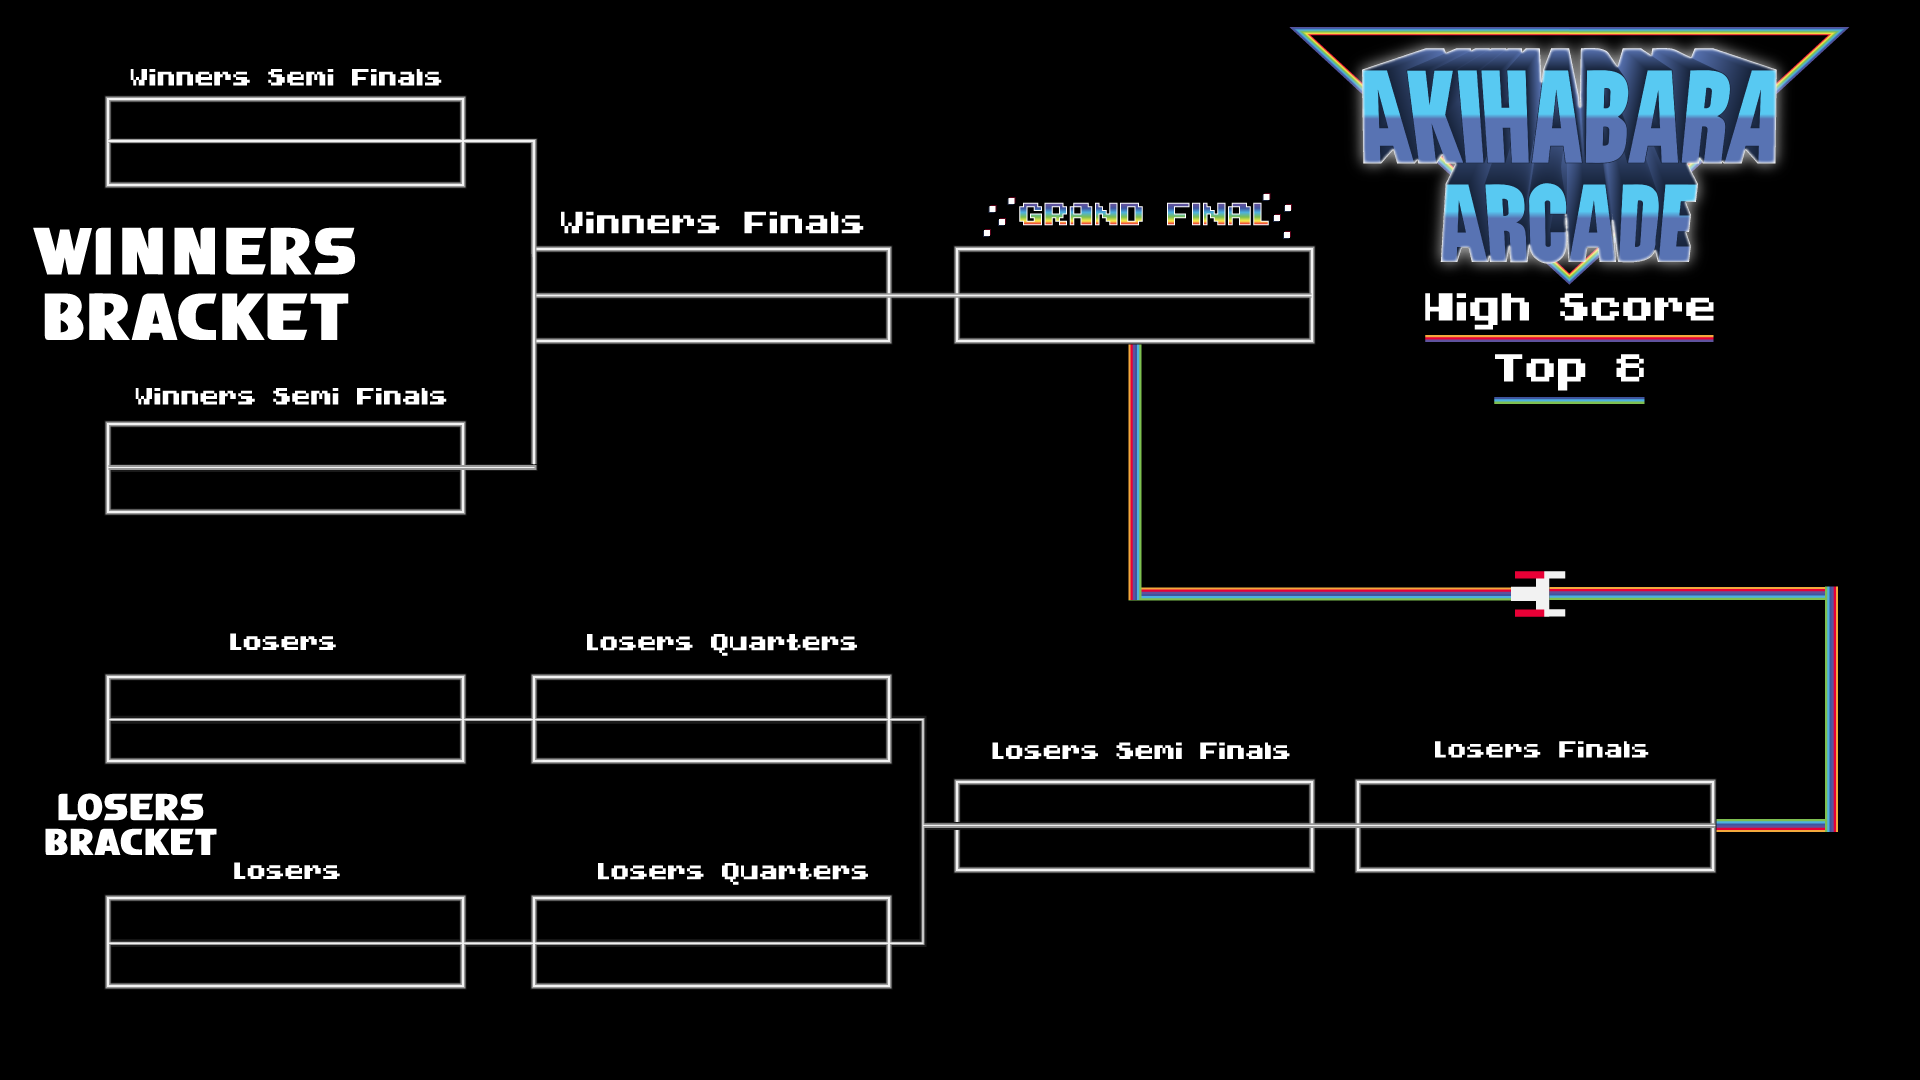 Winners Semi Finals
WINNERS
BRACKET
Winners Semi Finals
Winners Finals
GRAND FINAL
AKIHABARA
ARCADE
High Score
Top 8
Losers
Losers Quarters
LOSERS
BRACKET
Losers
Losers Quarters
Losers Semi Finals
Losers Finals